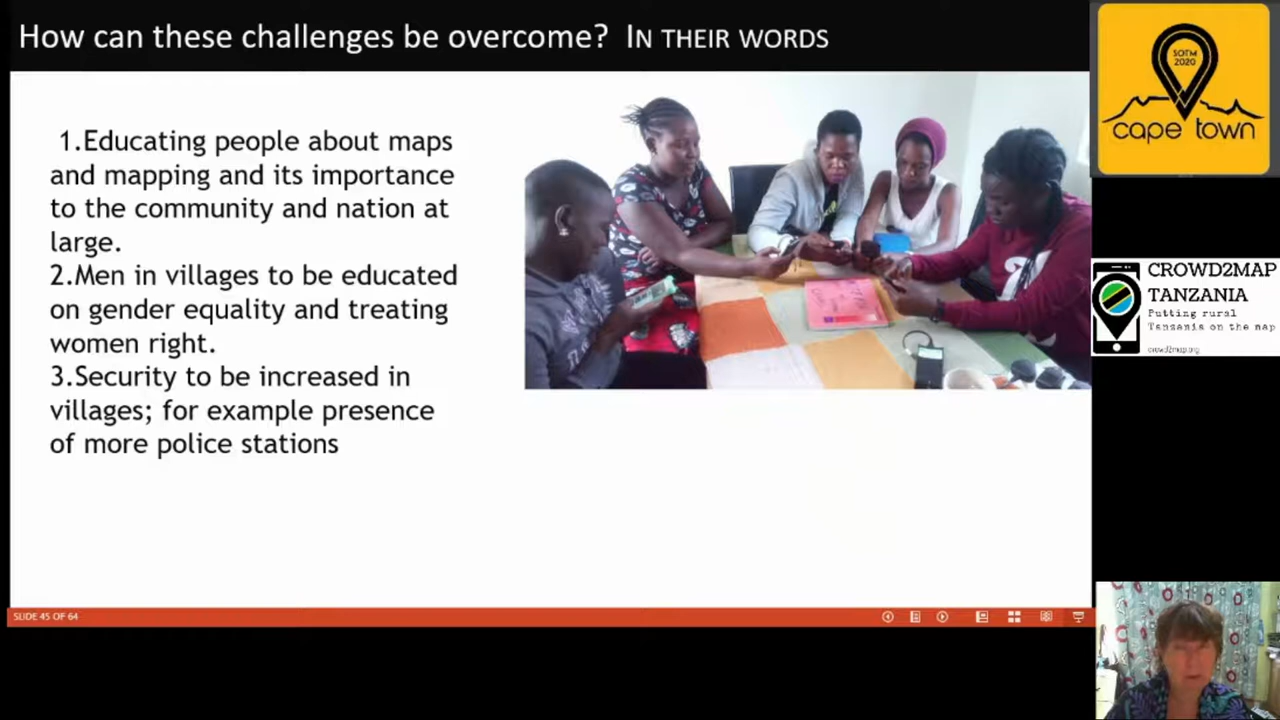 How can these challenges be overcome? IN THEIR WORDS
1.Educating people about maps
and mapping and its importance
to the community and nation at
large.
2.Men in villages to be educated
on gender equality and treating
women right.
3.Security to be increased in
villages; for example presence
of more police stations
SLIDE 45 OF 64
SOTM
2020
cape town
CROWD2MAP
TANZANIA
Putting rural
Tanzania on the map
crowd2map.org